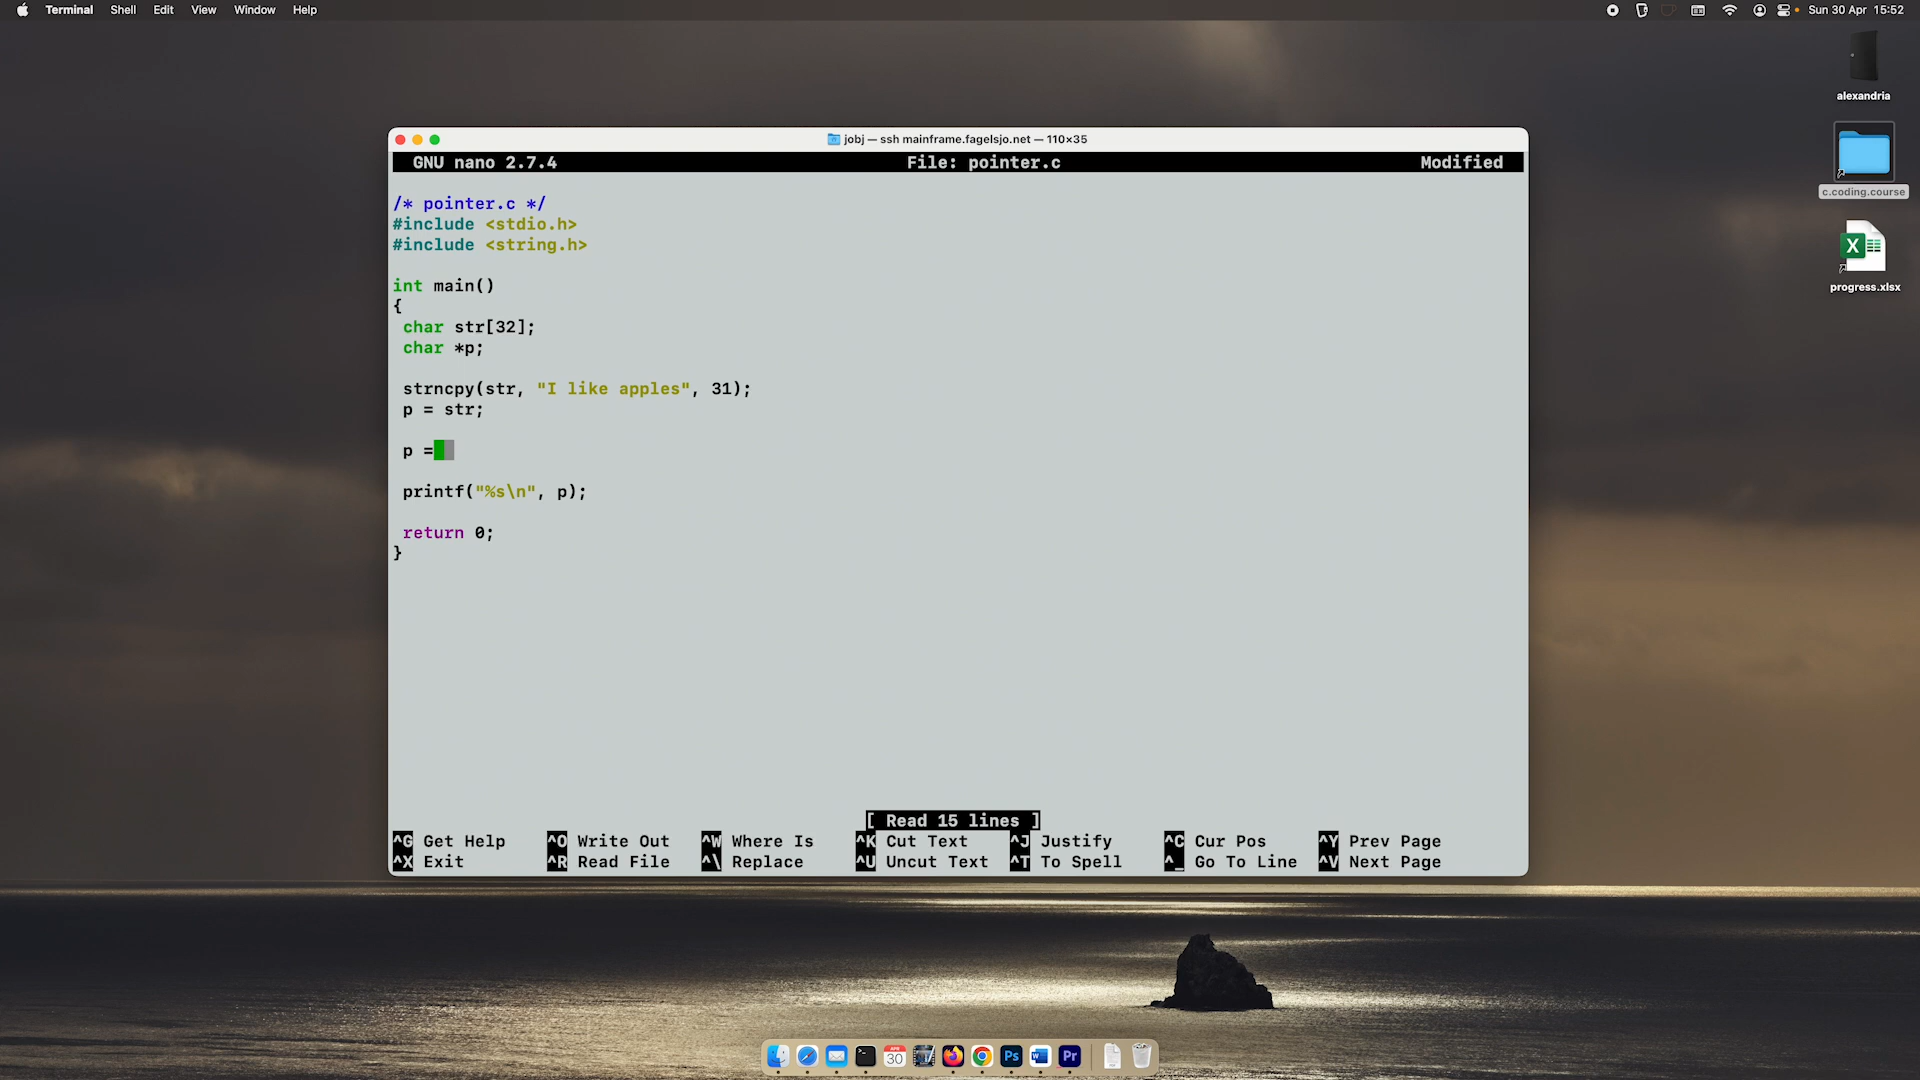 Terminal Shell Edit View Window Help Sun 30 Apr 15:52
alexandria
c.coding.course
progress.xlsx
jobj — ssh mainframe.fagelsjo.net — 110×35
GNU nano 2.7.4 File: pointer.c Modified
/* pointer.c */
#include <stdio.h>
#include <string.h>
int main()
{
char str[32];
char *p;
strncpy(str, "I like apples", 31);
p = str;
p =
printf("%s\n", p);
return 0;
}
[ Read 15 lines ]
^G Get Help ^O Write Out ^W Where Is ^K Cut Text ^J Justify ^C Cur Pos ^Y Prev Page
^X Exit ^R Read File ^\ Replace ^U Uncut Text ^T To Spell ^_ Go To Line ^V Next Page
APR
30
Ps
W
Pr